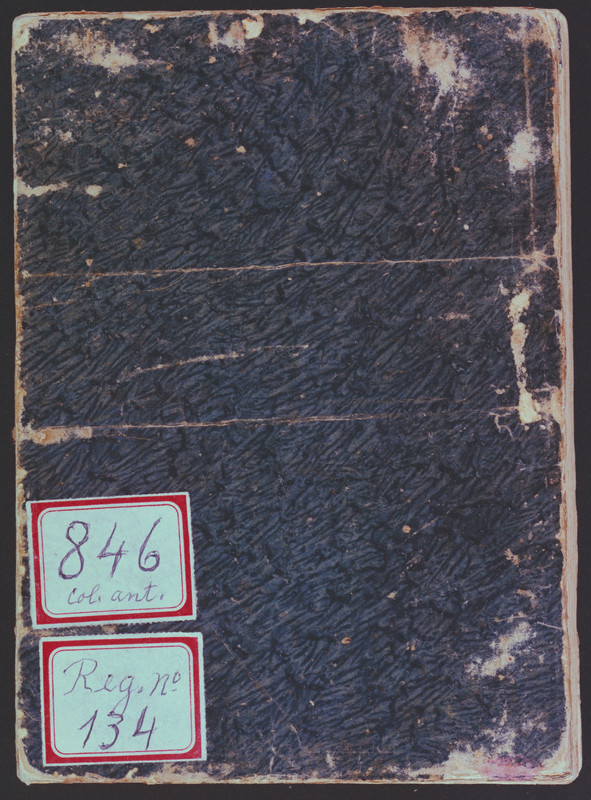 846
col. ant.
Reg. nº
134